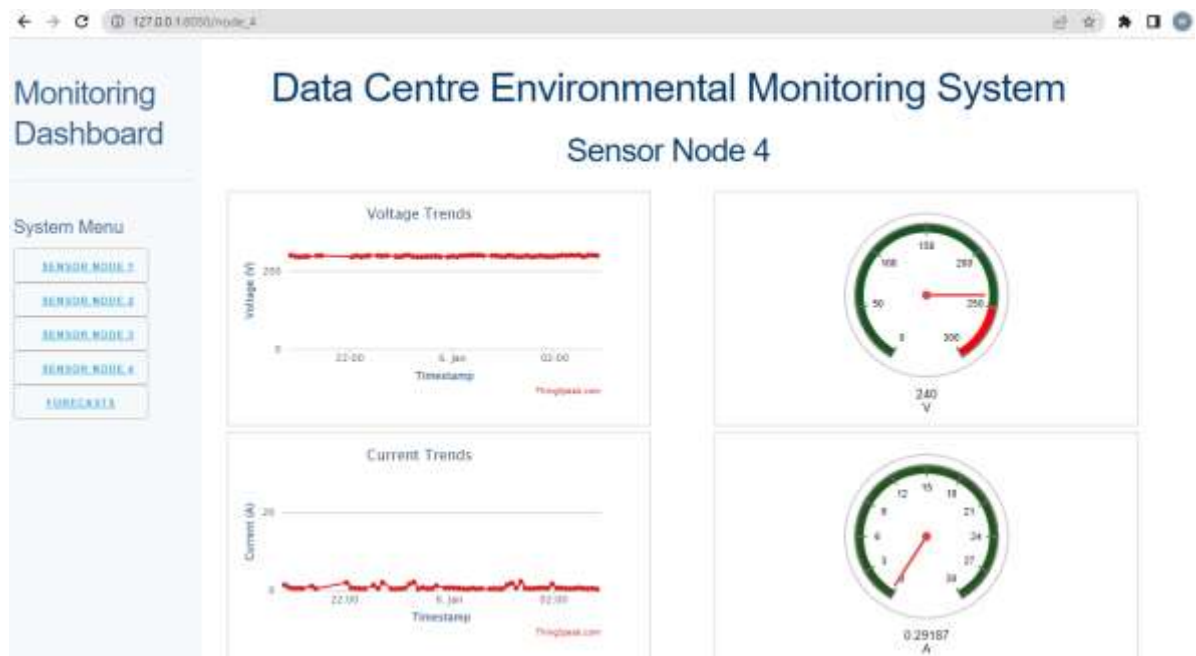 127.0.0.1:8050/node_4
Monitoring
Dashboard
System Menu
SENSOR NODE 1
SENSOR NODE 2
SENSOR NODE 3
SENSOR NODE 4
FORECASTS
Data Centre Environmental Monitoring System
Sensor Node 4
Voltage Trends
Voltage (V)
200
0
22:00
6. Jan
02:00
Timestamp
ThingSpeak.com
0
50
100
150
200
250
300
240
V
Current Trends
Current (A)
20
0
22:00
6. Jan
02:00
Timestamp
ThingSpeak.com
0
3
6
9
12
15
18
21
24
27
30
0.29187
A